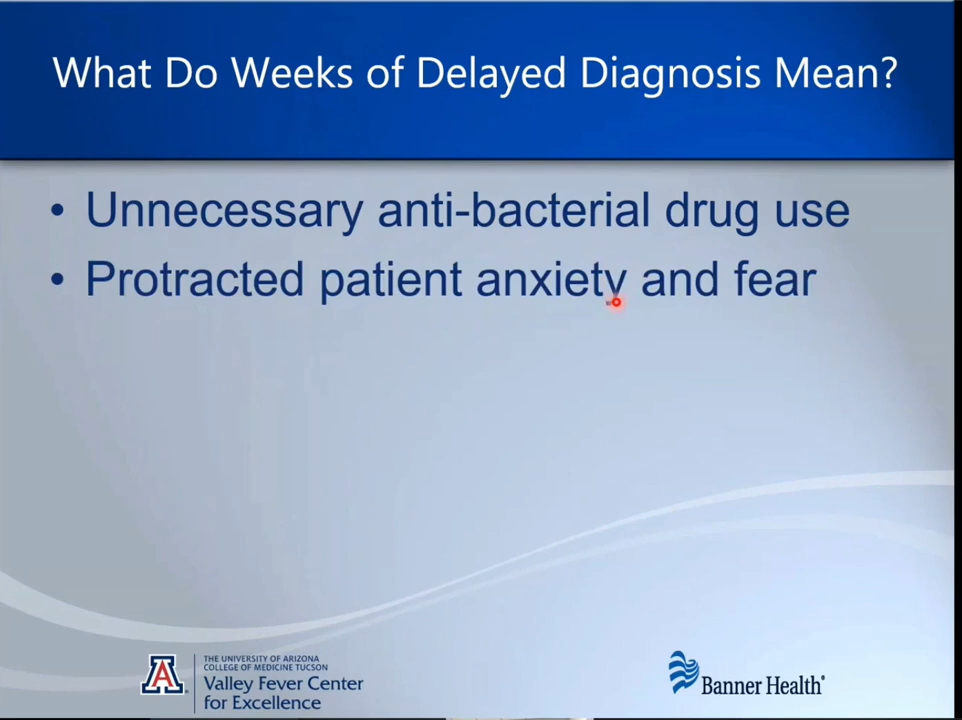 What Do Weeks of Delayed Diagnosis Mean?
• Unnecessary anti-bacterial drug use
• Protracted patient anxiety and fear
THE UNIVERSITY OF ARIZONA
COLLEGE OF MEDICINE TUCSON
Valley Fever Center
for Excellence
A
Banner Health®